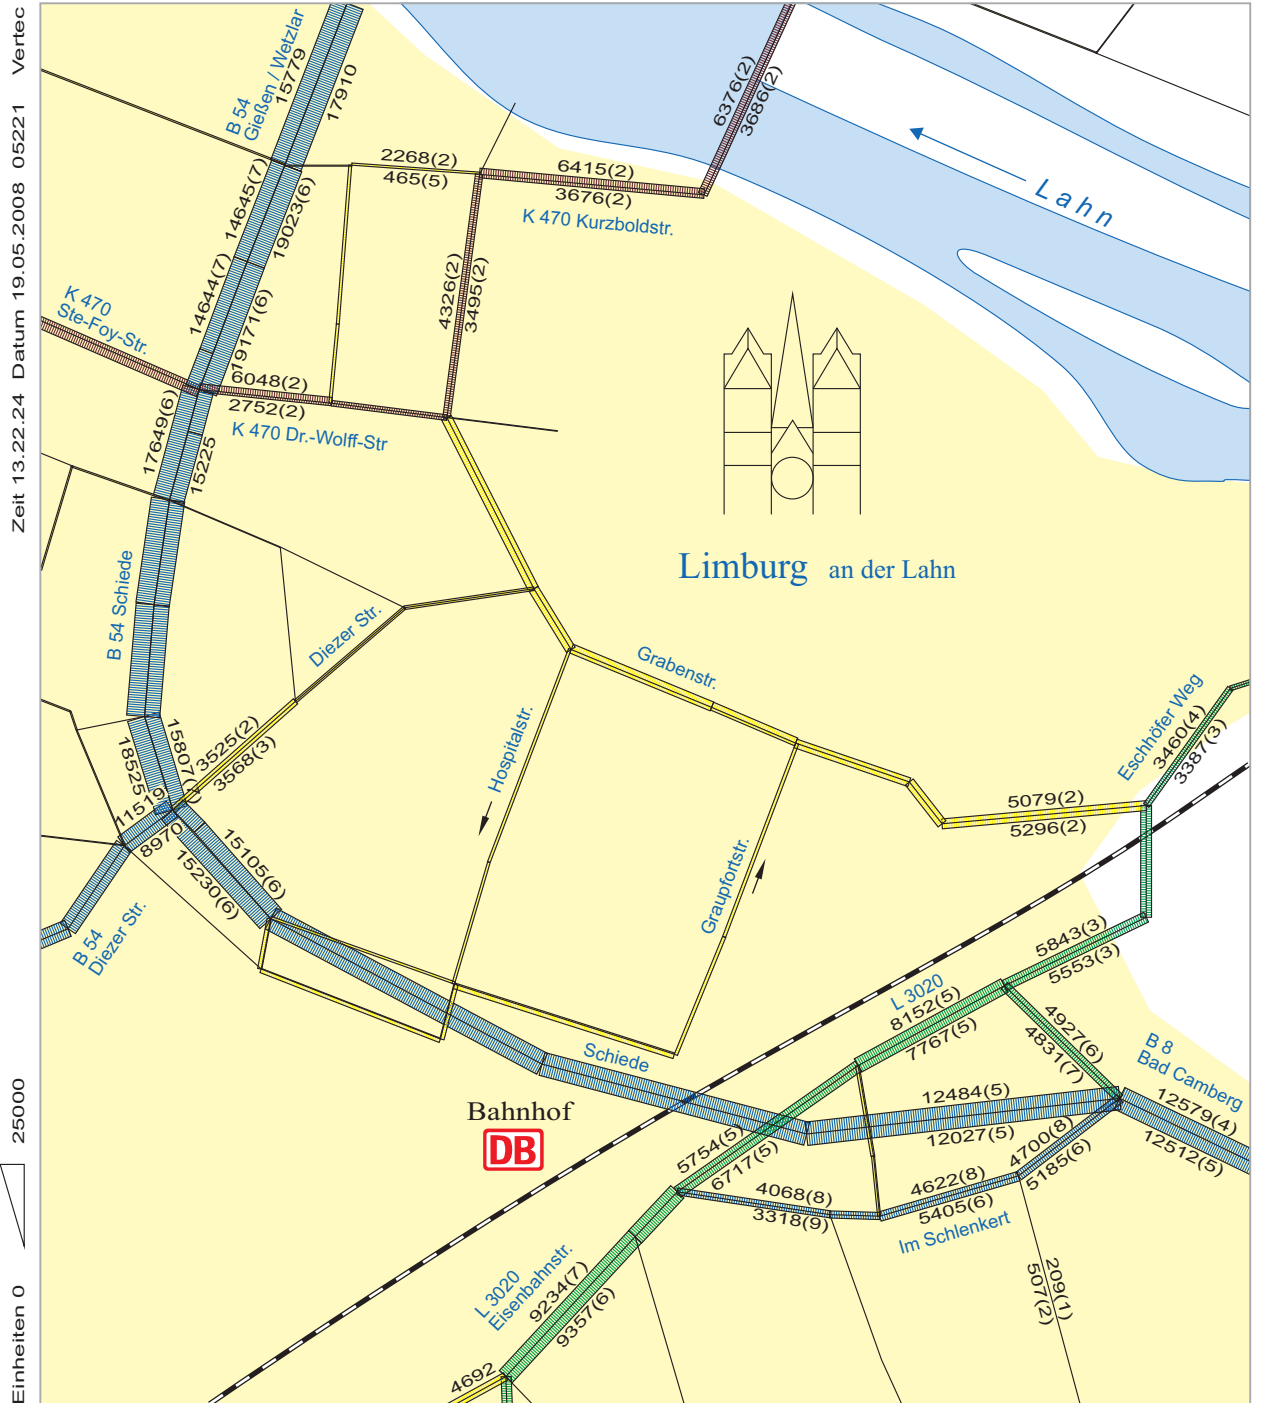 Zeit 13.22.24 Datum 19.05.2008 05221 Vertec
Einheiten 0 25000
B 54
Gießen / Wetzlar
15779
17910
14645(7)
19023(6)
14644(7)
19171(6)
2268(2)
465(5)
6415(2)
3676(2)
K 470 Kurzboldstr.
6376(2)
3686(2)
Lahn
K 470
Ste-Foy-Str.
4326(2)
3495(2)
6048(2)
2752(2)
K 470 Dr.-Wolff-Str
17649(6)
15225
Limburg an der Lahn
B 54 Schiede
Diezer Str.
Grabenstr.
Hospitalstr.
Graupfortstr.
Eschhöfer Weg
3460(4)
3387(3)
5079(2)
5296(2)
15807(7)
18525
3525(2)
3568(3)
11519
8970
15105(6)
15230(6)
B 54
Diezer Str.
5843(3)
5553(3)
L 3020
8152(5)
7767(5)
4927(6)
4831(7)
B 8
Bad Camberg
12579(4)
12512(5)
Schiede
12484(5)
12027(5)
Bahnhof
DB
5754(5)
6717(5)
4700(8)
5185(6)
4068(8)
3318(9)
4622(8)
5405(6)
Im Schlenkert
209(1)
507(2)
L 3020
Eisenbahnstr.
9234(7)
9357(6)
4692